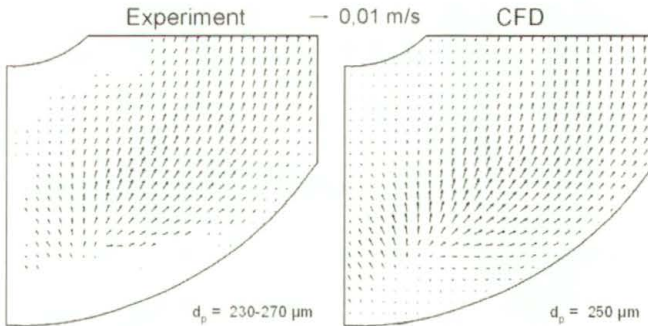 Experiment → 0,01 m/s CFD
d_p = 230-270 µm d_p = 250 µm